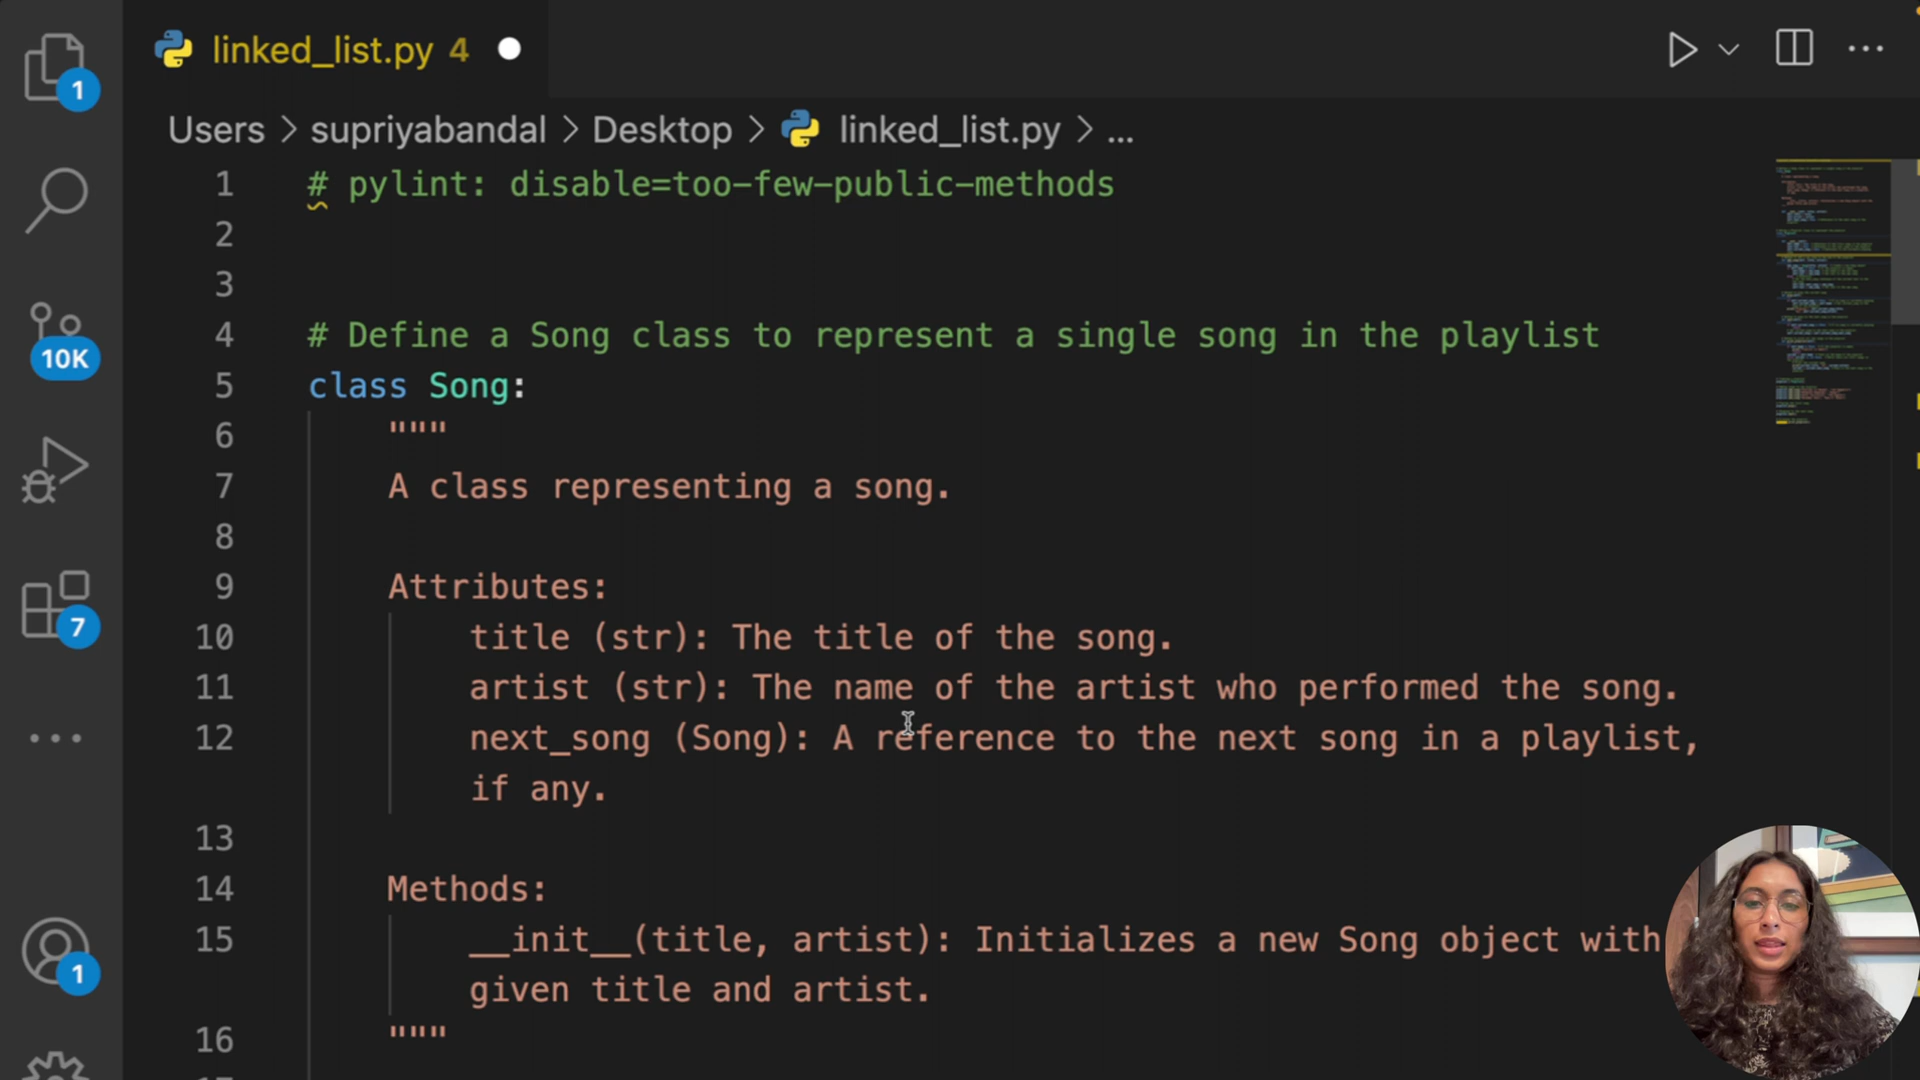 linked_list.py 4
1
Users > supriyabandal > Desktop > linked_list.py > ...
1 # pylint: disable=too-few-public-methods
2
3
10K
4 # Define a Song class to represent a single song in the playlist
5 class Song:
6 """
7 A class representing a song.
8
9 Attributes:
7
10 title (str): The title of the song.
11 artist (str): The name of the artist who performed the song.
12 next_song (Song): A reference to the next song in a playlist,
if any.
13
14 Methods:
15 __init__(title, artist): Initializes a new Song object with
given title and artist.
1
16 """